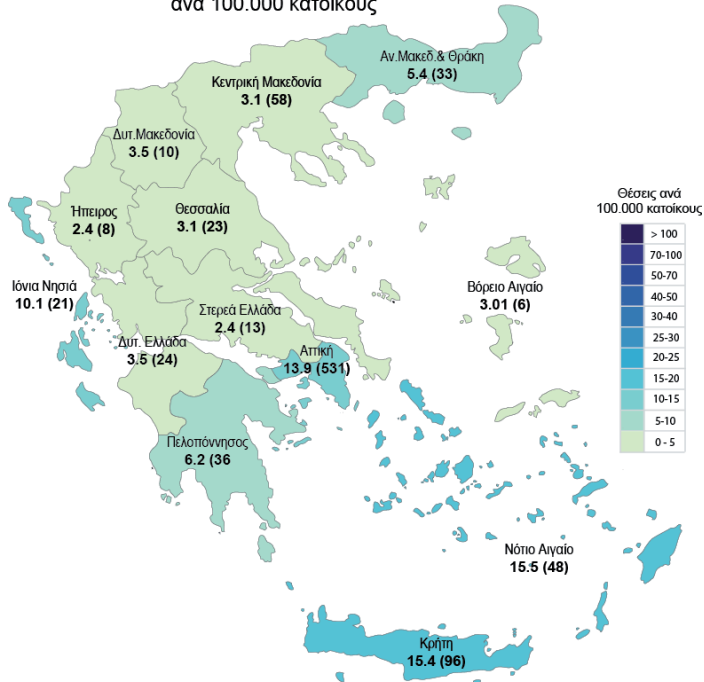 ανά 100.000 κατοίκους
Αν.Μακεδ.& Θράκη
5.4 (33)
Κεντρική Μακεδονία
3.1 (58)
Δυτ.Μακεδονία
3.5 (10)
Ήπειρος
2.4 (8)
Θεσσαλία
3.1 (23)
Ιόνια Νησιά
10.1 (21)
Στερεά Ελλάδα
2.4 (13)
Βόρειο Αιγαίο
3.01 (6)
Δυτ. Ελλάδα
3.5 (24)
Αττική
13.9 (531)
Πελοπόννησος
6.2 (36
Νότιο Αιγαίο
15.5 (48)
Κρήτη
15.4 (96)
Θέσεις ανά
100.000 κατοίκους
> 100
70-100
50-70
40-50
30-40
25-30
20-25
15-20
10-15
5-10
0 - 5